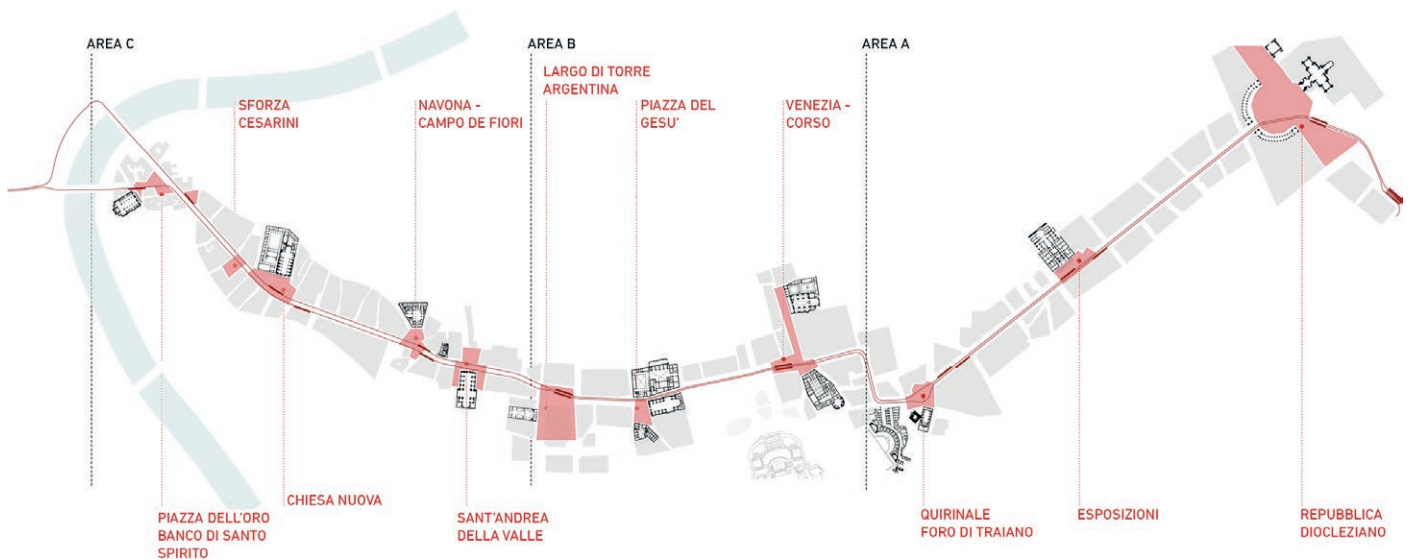 AREA C
AREA B
AREA A
SFORZA
CESARINI
NAVONA -
CAMPO DE FIORI
LARGO DI TORRE
ARGENTINA
PIAZZA DEL
GESU'
VENEZIA -
CORSO
PIAZZA DELL'ORO
BANCO DI SANTO
SPIRITO
CHIESA NUOVA
SANT'ANDREA
DELLA VALLE
QUIRINALE
FORO DI TRAIANO
ESPOSIZIONI
REPUBBLICA
DIOCLEZIANO